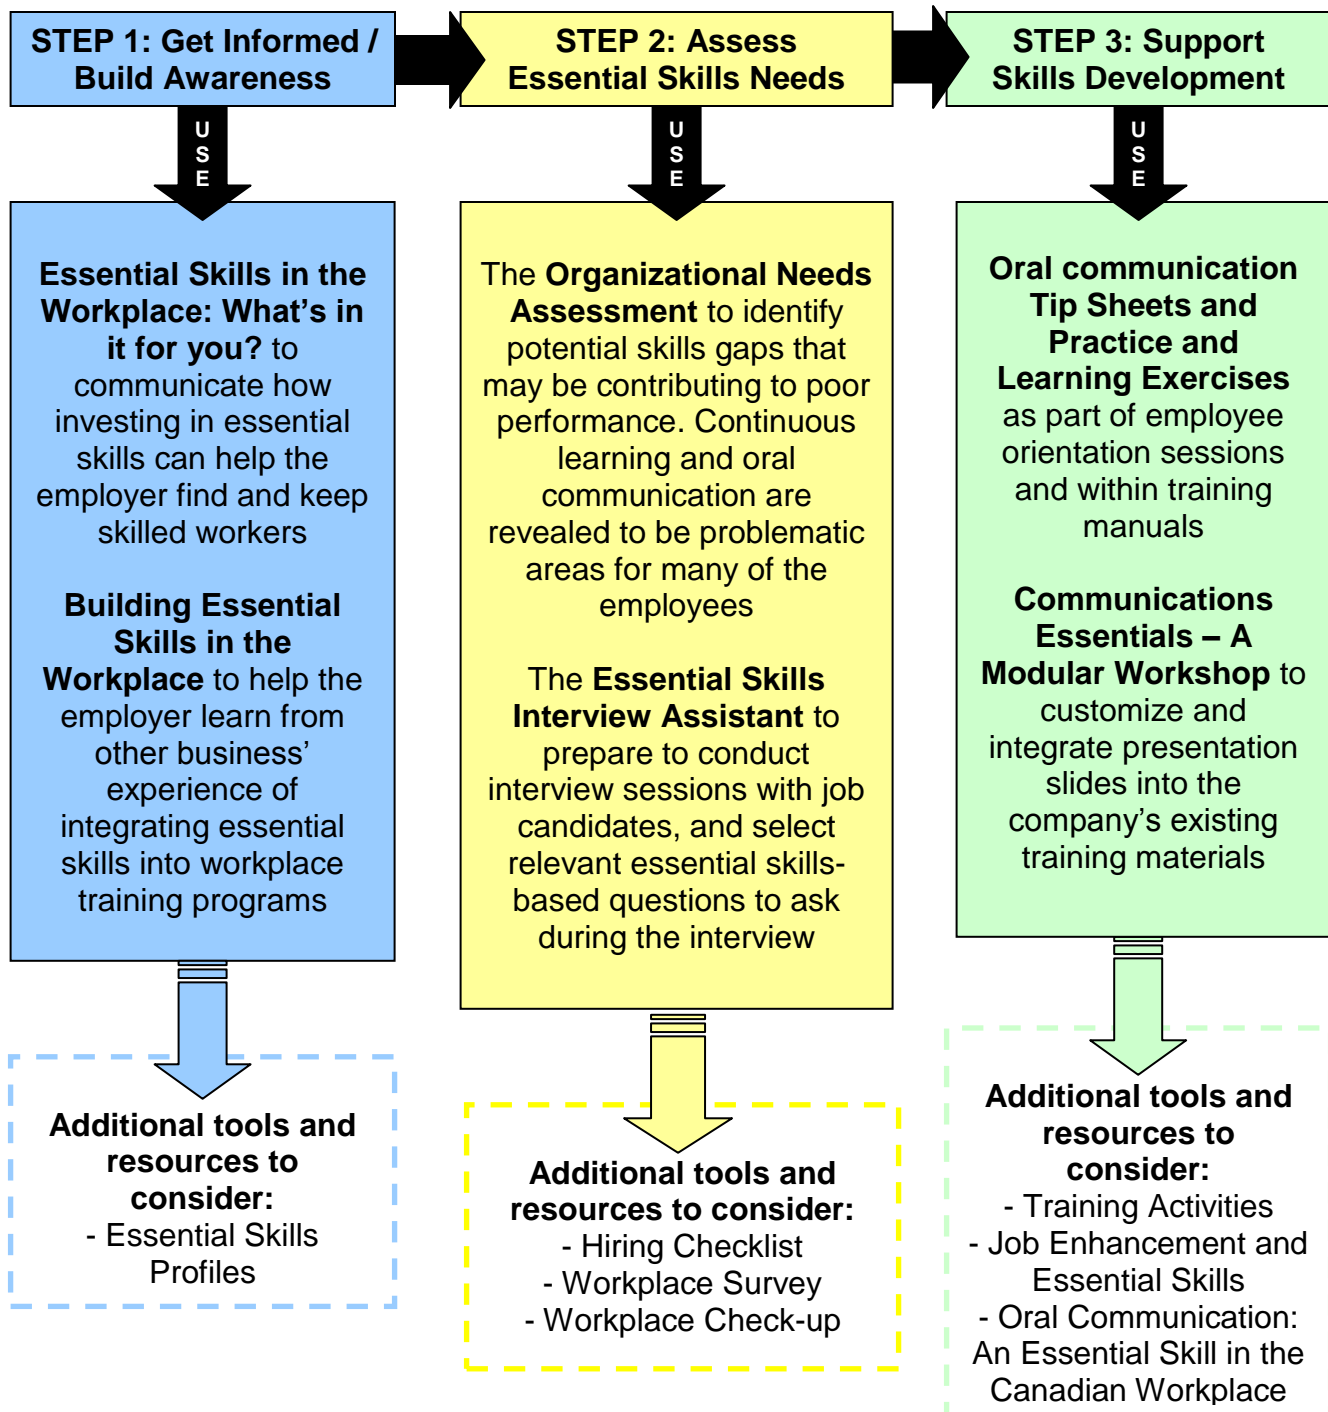 STEP 1: Get Informed /
Build Awareness
STEP 2: Assess
Essential Skills Needs
STEP 3: Support
Skills Development
U
S
E
U
S
E
U
S
E
Essential Skills in the
Workplace: What’s in
it for you? to
communicate how
investing in essential
skills can help the
employer find and keep
skilled workers
Building Essential
Skills in the
Workplace to help the
employer learn from
other business’
experience of
integrating essential
skills into workplace
training programs
The Organizational Needs
Assessment to identify
potential skills gaps that
may be contributing to poor
performance. Continuous
learning and oral
communication are
revealed to be problematic
areas for many of the
employees
The Essential Skills
Interview Assistant to
prepare to conduct
interview sessions with job
candidates, and select
relevant essential skills-
based questions to ask
during the interview
Oral communication
Tip Sheets and
Practice and
Learning Exercises
as part of employee
orientation sessions
and within training
manuals
Communications
Essentials – A
Modular Workshop to
customize and
integrate presentation
slides into the
company’s existing
training materials
Additional tools and
resources to
consider:
- Essential Skills
Profiles
Additional tools and
resources to consider:
- Hiring Checklist
- Workplace Survey
- Workplace Check-up
Additional tools and
resources to
consider:
- Training Activities
- Job Enhancement and
Essential Skills
- Oral Communication:
An Essential Skill in the
Canadian Workplace